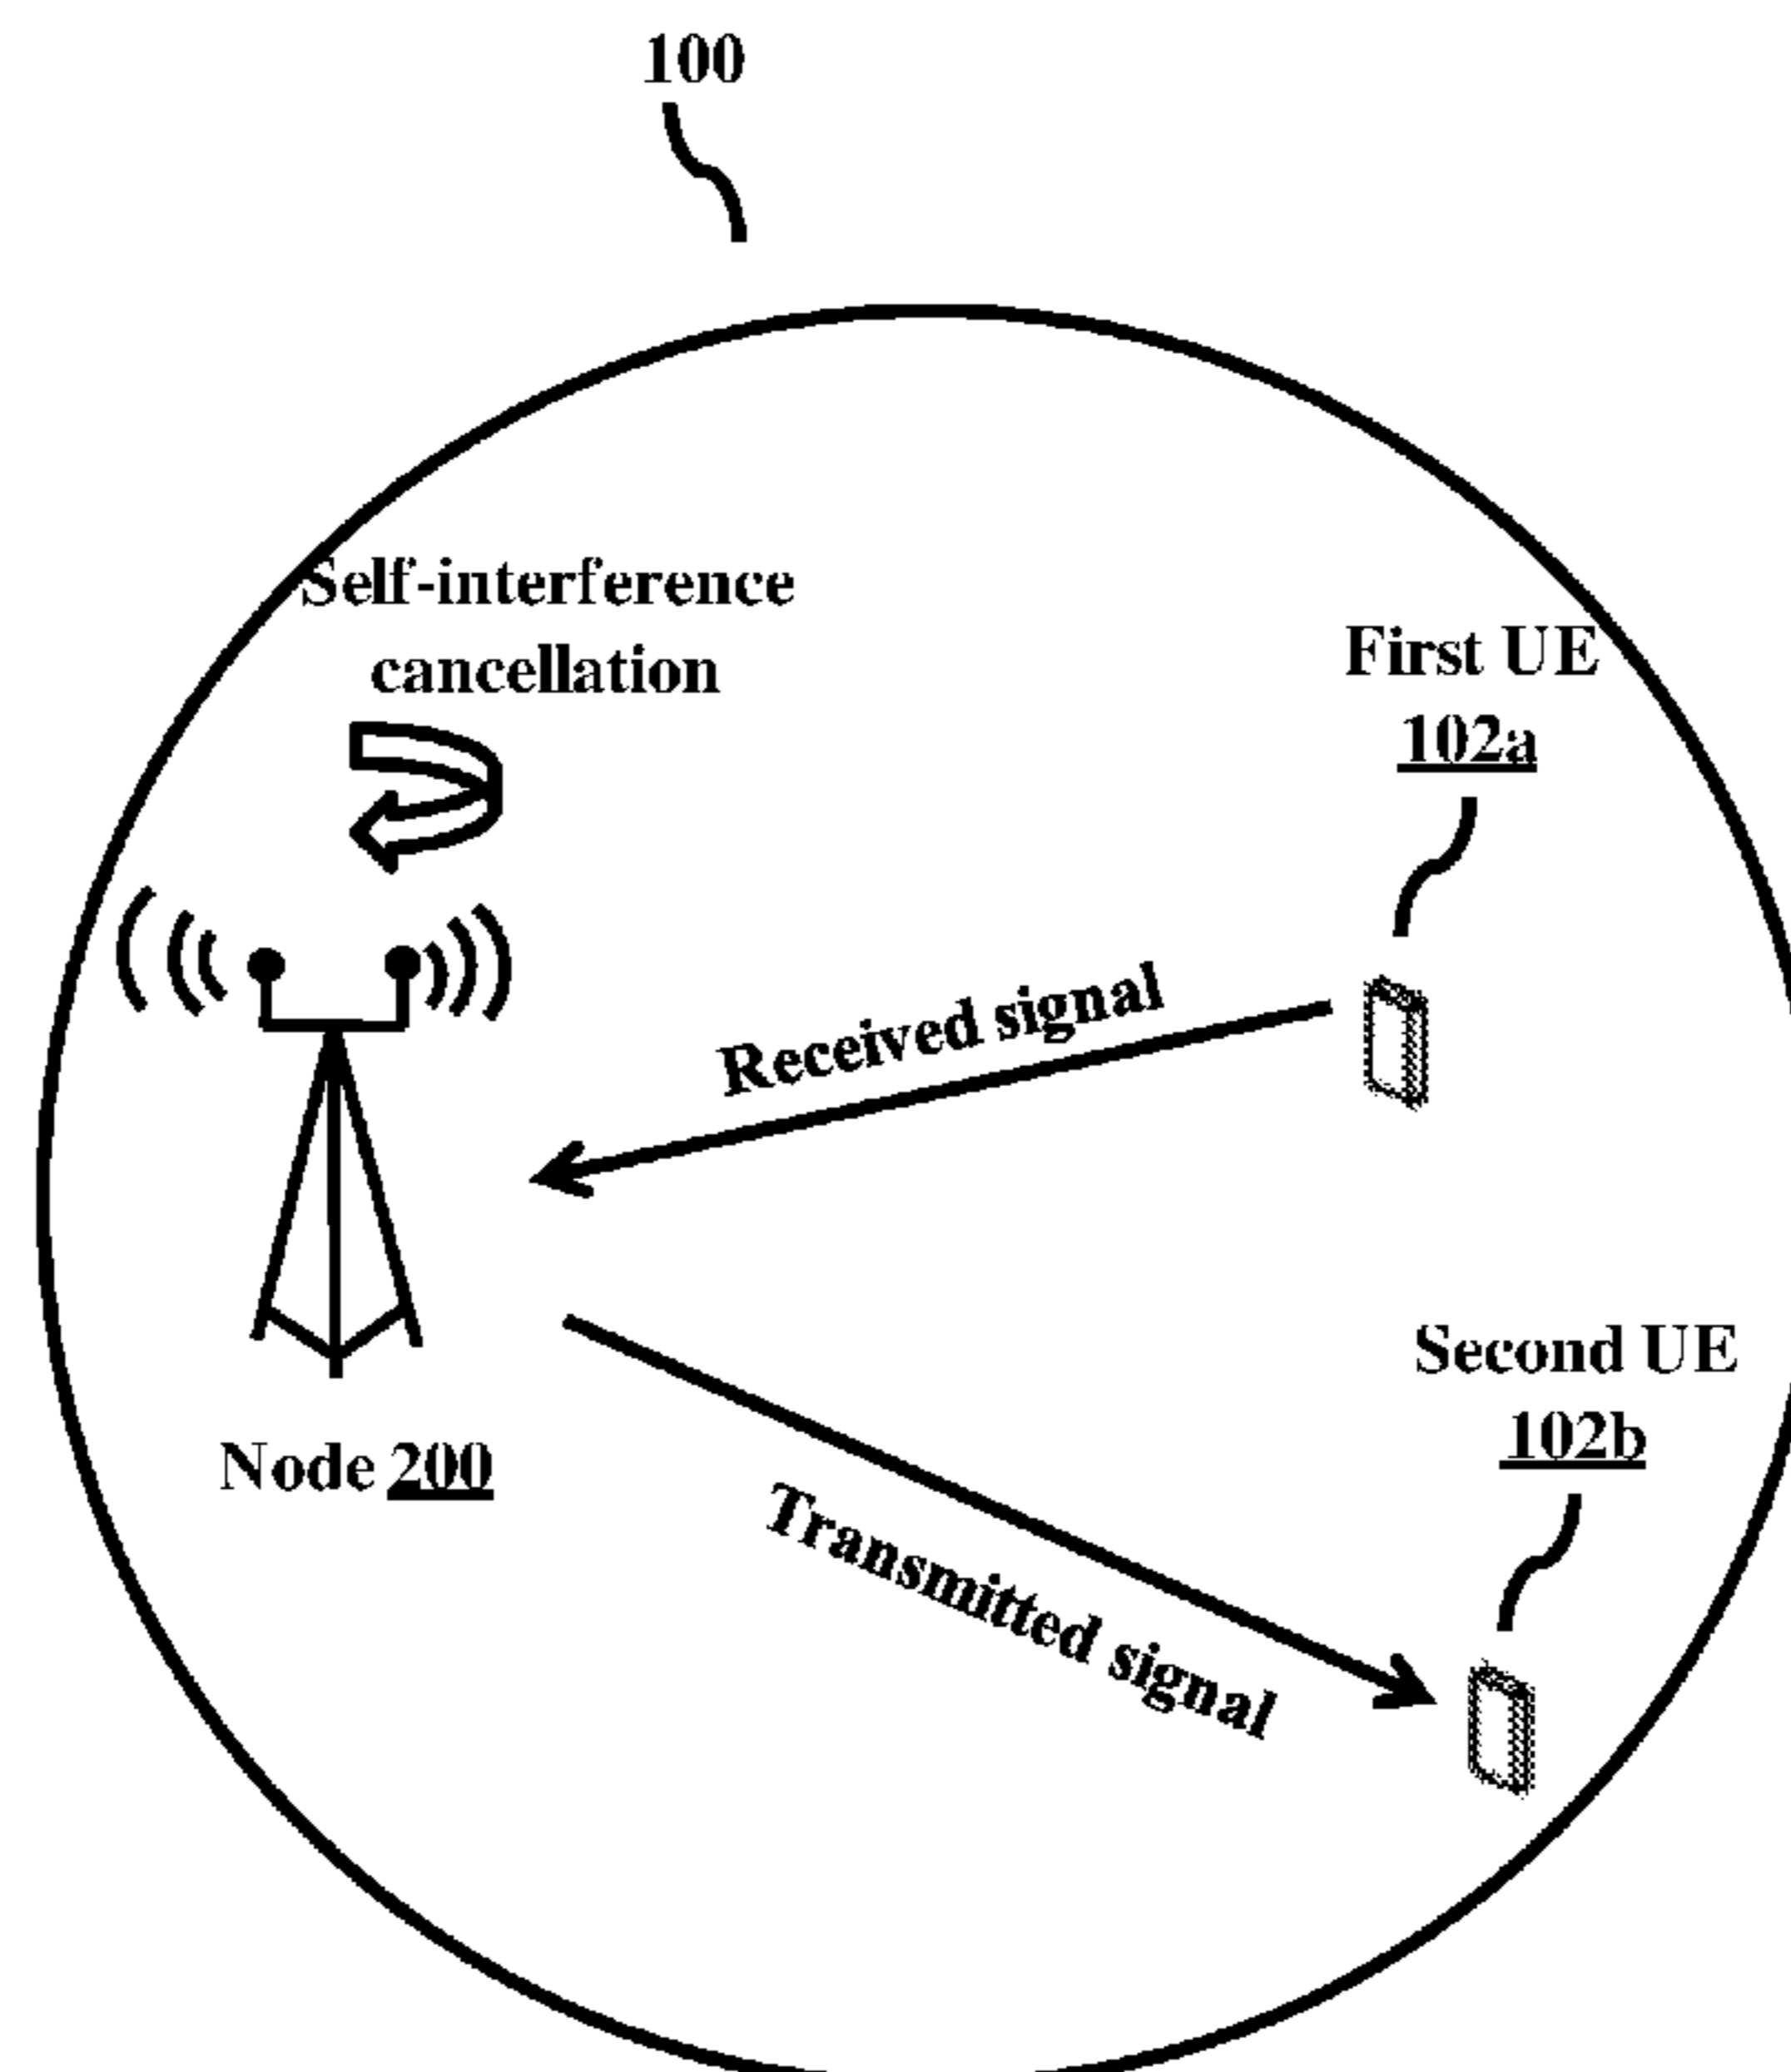 100
Self-interference
cancellation
First UE
102a
Received signal
Second UE
102b
Node 200
Transmitted signal